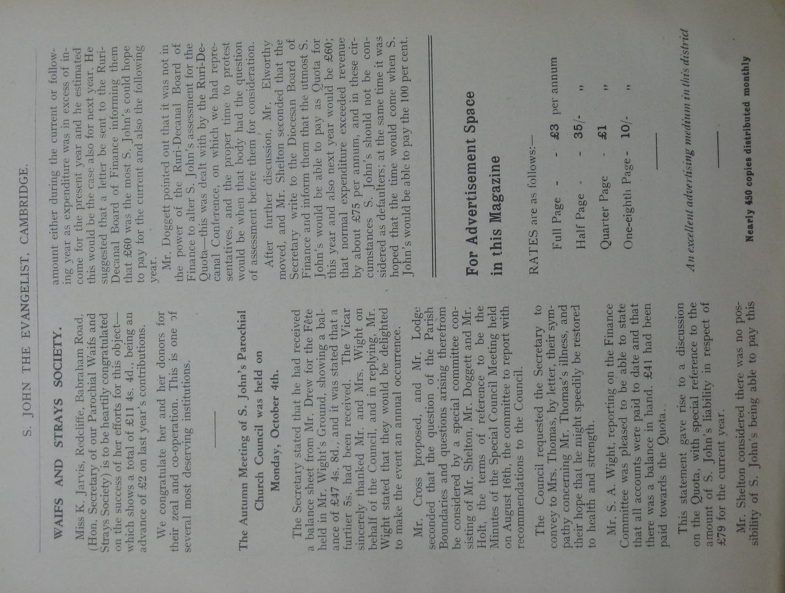 S. JOHN THE EVANGELIST, CAMBRIDGE.
WAIFS AND STRAYS SOCIETY.
Miss K. Jarvis, Redcliffe, Babraham Road,
(Hon. Secretary of our Parochial Waifs and
Strays Society) is to be heartily congratulated
on the success of her efforts for this object—
which shows a total of £11 4s. 4d., being an
advance of £2 on last year's contributions.
We congratulate her and her donors for
their zeal and co-operation. This is one of
several most deserving institutions.
The Autumn Meeting of S. John's Parochial
Church Council was held on
Monday, October 4th.
The Secretary stated that he had received
a balance sheet from Mr. Drew for the Fête
held in Mr. Wight's Ground, showing a bal-
ance of £47 4s. 8d., and it was stated that a
further 5s. had been received. The Vicar
sincerely thanked Mr. and Mrs. Wight on
behalf of the Council, and in replying, Mr.
Wight stated that they would be delighted
to make the event an annual occurrence.
Mr. Cross proposed, and Mr. Lodge
seconded that the question of the Parish
Boundaries and questions arising therefrom
be considered by a special committee con-
sisting of Mr. Shelton, Mr. Doggett and Mr.
Holt, the terms of reference to be the
Minutes of the Special Council Meeting held
on August 16th, the committee to report with
recommendations to the Council.
The Council requested the Secretary to
convey to Mrs. Thomas, by letter, their sym-
pathy concerning Mr. Thomas's illness, and
their hope that he might speedily be restored
to health and strength.
Mr. S. A. Wight, reporting on the Finance
Committee was pleased to be able to state
that all accounts were paid to date and that
there was a balance in hand. £41 had been
paid towards the Quota.
This statement gave rise to a discussion
on the Quota, with special reference to the
amount of S. John's liability in respect of
£79 for the current year.
Mr. Shelton considered there was no pos-
sibility of S. John's being able to pay this
amount either during the current or follow-
ing year as expenditure was in excess of in-
come for the present year and he estimated
this would be the case also for next year. He
suggested that a letter be sent to the Ruri-
Decanal Board of Finance informing them
that £60 was the most S. John's could hope
to pay for the current and also the following
year.
Mr. Doggett pointed out that it was not in
the power of the Ruri-Decanal Board of
Finance to alter S. John's assessment for the
Quota—this was dealt with by the Ruri-De-
canal Conference, on which we had repre-
sentatives, and the proper time to protest
would be when that body had the question
of assessment before them for consideration.
After further discussion, Mr. Elworthy
moved, and Mr. Shelton seconded that the
Secretary write to the Diocesan Board of
Finance and inform them that the utmost S.
John's would be able to pay as Quota for
this year and also next year would be £60;
that normal expenditure exceeded revenue
by about £75 per annum, and in these cir-
cumstances S. John's should not be con-
sidered as defaulters; at the same time it was
hoped that the time would come when S.
John's would be able to pay the 100 per cent.
For Advertisement Space
in this Magazine
RATES are as follows:—
Full Page - - £3 per annum
Half Page - - 35/- "
Quarter Page - £1 "
One-eighth Page - 10/- "
An excellent advertising medium in this district
Nearly 450 copies distributed monthly